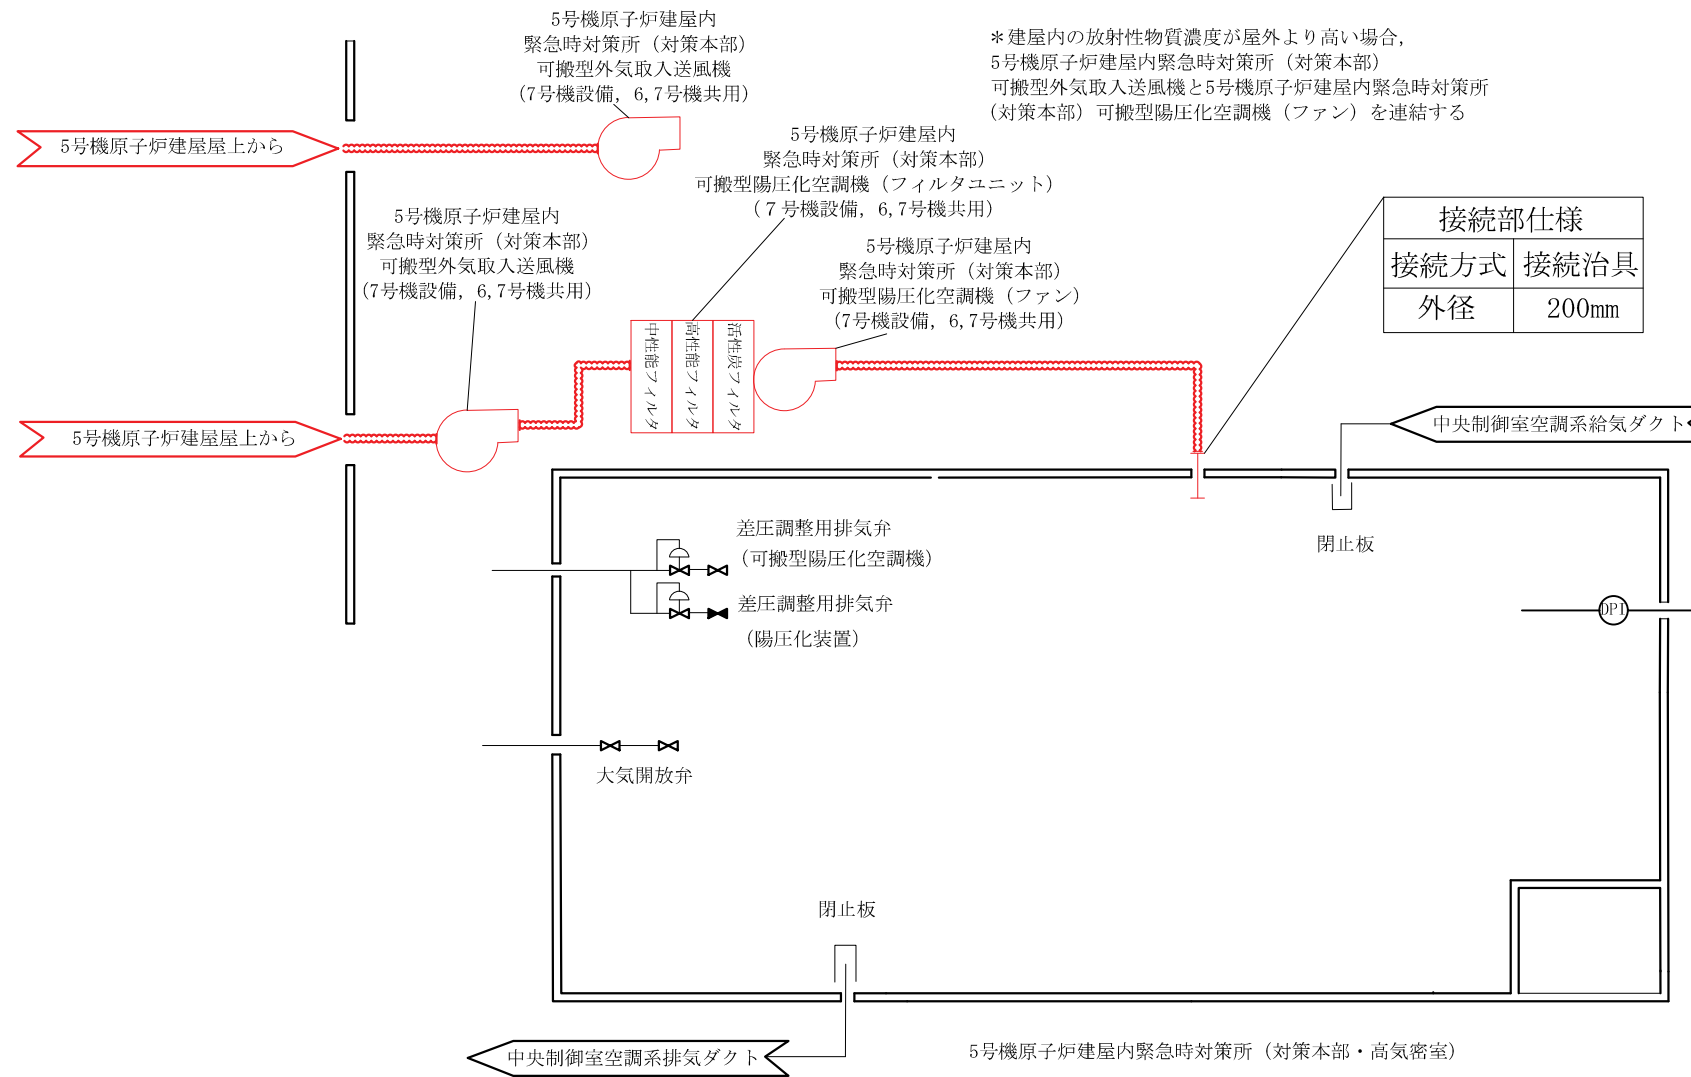 5号機原子炉建屋内
緊急時対策所（対策本部）
可搬型外気取入送風機
(7号機設備，6,7号機共用）
＊建屋内の放射性物質濃度が屋外より高い場合，
5号機原子炉建屋内緊急時対策所（対策本部）
可搬型外気取入送風機と5号機原子炉建屋内緊急時対策所
（対策本部）可搬型陽圧化空調機（ファン）を連結する
5号機原子炉建屋屋上から
5号機原子炉建屋内
緊急時対策所（対策本部）
可搬型陽圧化空調機（フィルタユニット）
（７号機設備，6,7号機共用）
5号機原子炉建屋内
緊急時対策所（対策本部）
可搬型外気取入送風機
(7号機設備，6,7号機共用）
5号機原子炉建屋内
緊急時対策所（対策本部）
可搬型陽圧化空調機（ファン）
(7号機設備，6,7号機共用）
接続部仕様
接続方式 接続治具
外径 200mm
中性能フィルタ
高性能フィルタ
活性炭フィルタ
5号機原子炉建屋屋上から
中央制御室空調系給気ダクト
閉止板
差圧調整用排気弁
（可搬型陽圧化空調機）
差圧調整用排気弁
（陽圧化装置）
DPI
大気開放弁
閉止板
中央制御室空調系排気ダクト
5号機原子炉建屋内緊急時対策所（対策本部・高気密室）